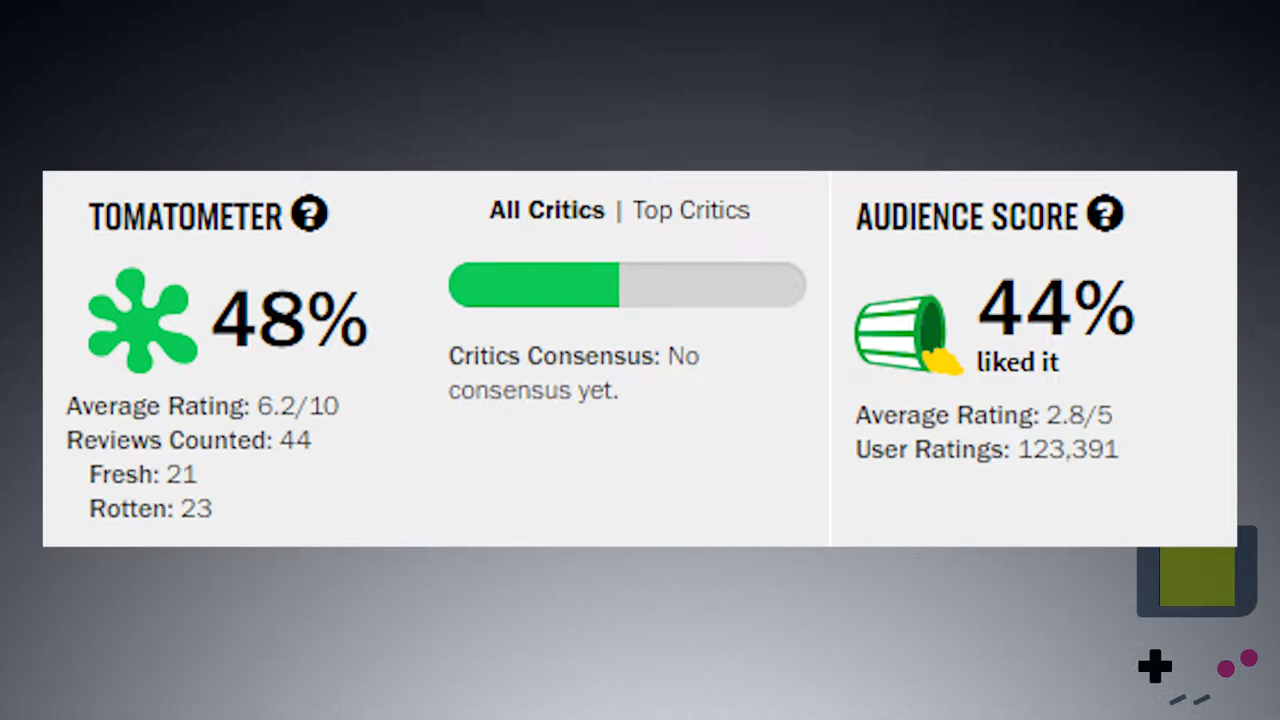 TOMATOMETER ?
48%
Average Rating: 6.2/10
Reviews Counted: 44
Fresh: 21
Rotten: 23
All Critics | Top Critics
Critics Consensus: No
consensus yet.
AUDIENCE SCORE ?
44%
liked it
Average Rating: 2.8/5
User Ratings: 123,391